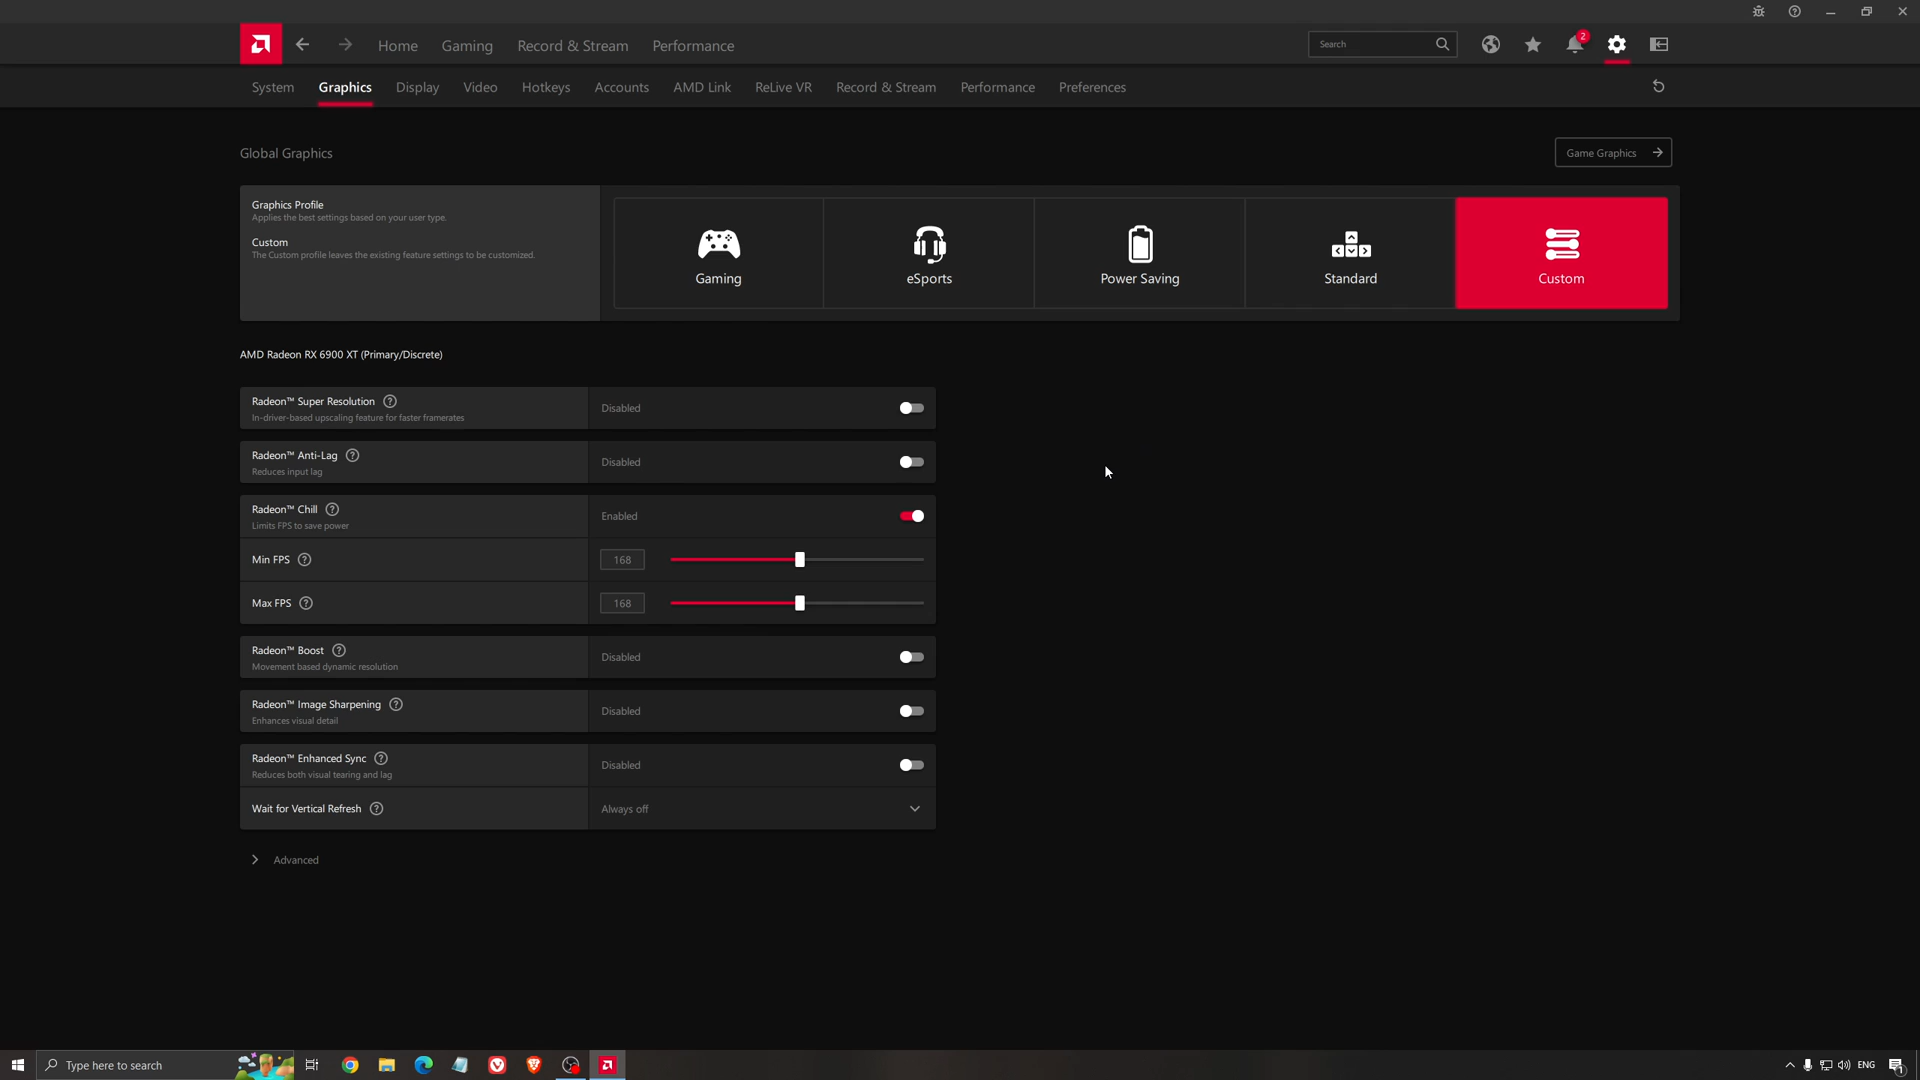 Home Gaming Record & Stream Performance Search 2
System Graphics Display Video Hotkeys Accounts AMD Link ReLive VR Record & Stream Performance Preferences
Global Graphics Game Graphics
Graphics Profile
Applies the best settings based on your user type.
Custom
The Custom profile leaves the existing feature settings to be customized.
Gaming eSports Power Saving Standard Custom
AMD Radeon RX 6900 XT (Primary/Discrete)
Radeon™ Super Resolution ? Disabled
In-driver-based upscaling feature for faster framerates
Radeon™ Anti-Lag ? Disabled
Reduces input lag
Radeon™ Chill ? Enabled
Limits FPS to save power
Min FPS ? 168
Max FPS ? 168
Radeon™ Boost ? Disabled
Movement based dynamic resolution
Radeon™ Image Sharpening ? Disabled
Enhances visual detail
Radeon™ Enhanced Sync ? Disabled
Reduces both visual tearing and lag
Wait for Vertical Refresh ? Always off
Advanced
Type here to search ENG 1